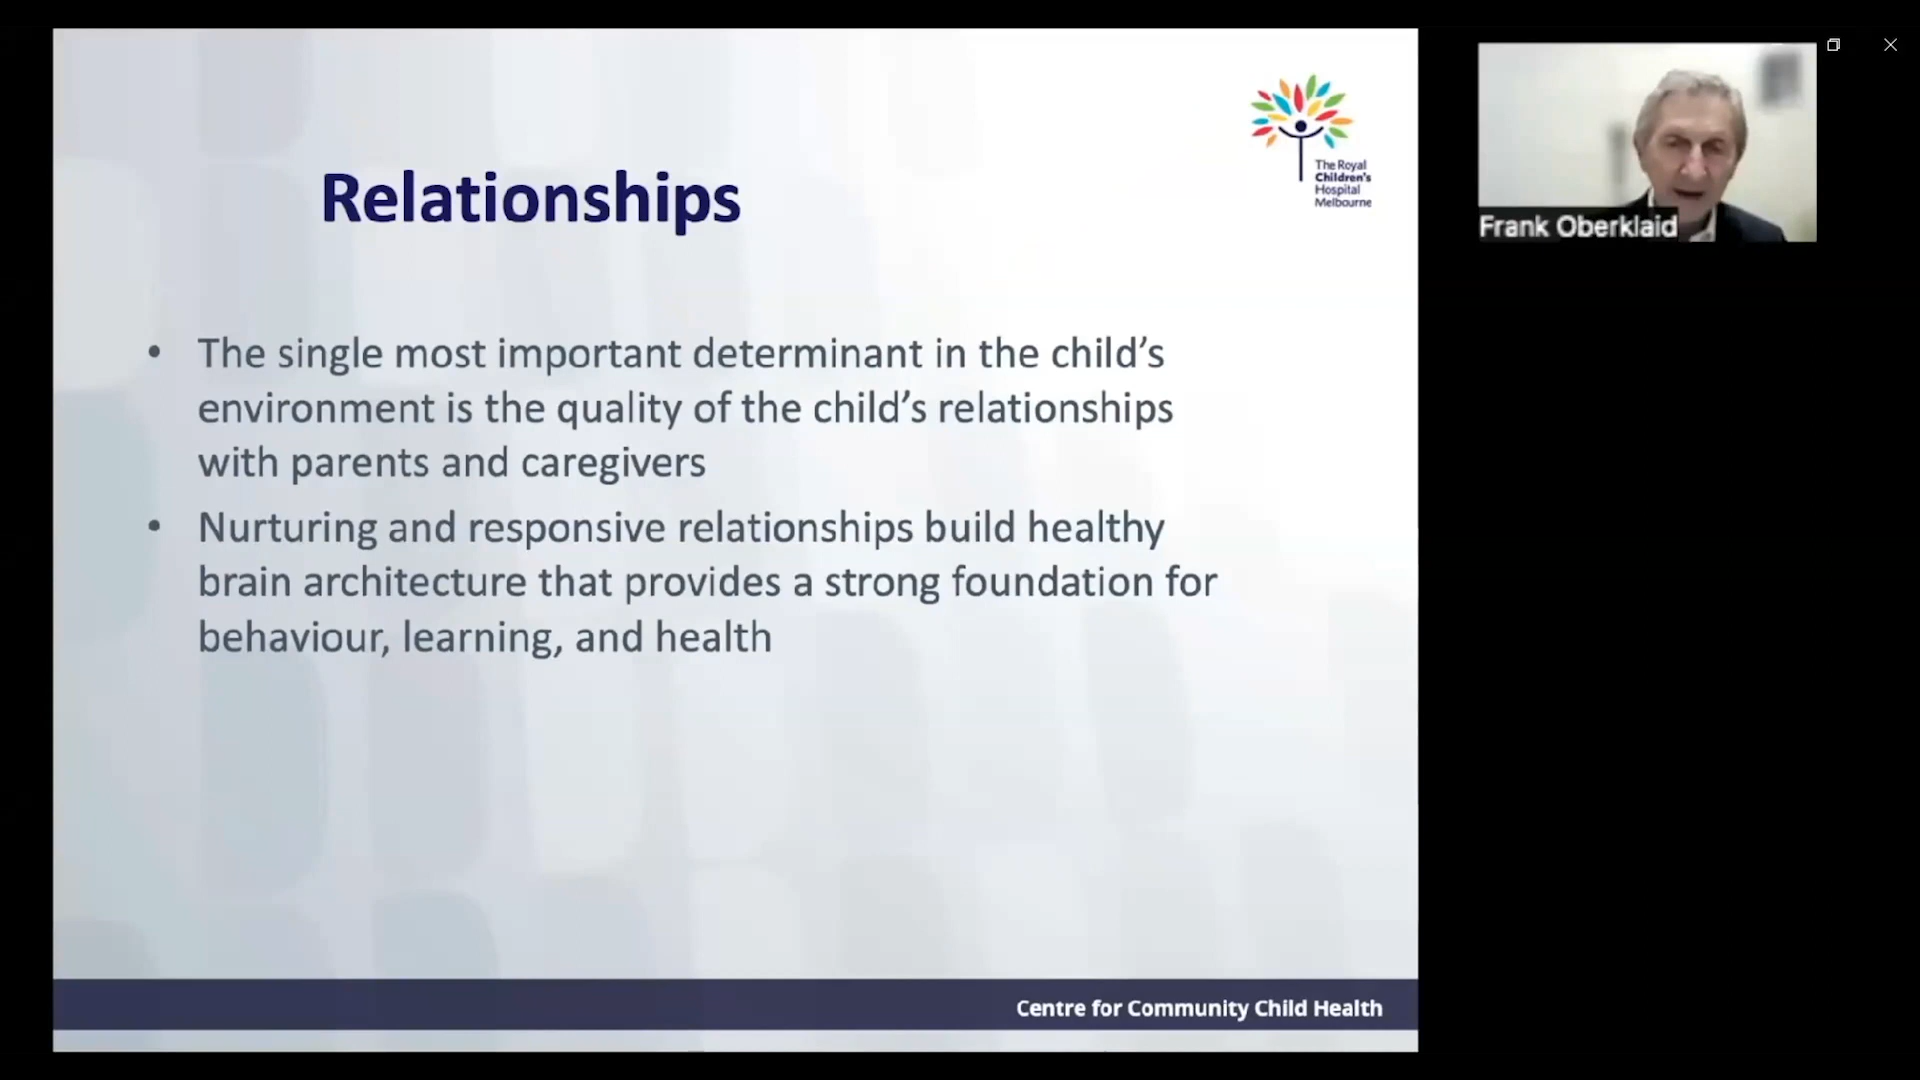 Relationships
The Royal
Children's
Hospital
Melbourne
• The single most important determinant in the child’s
environment is the quality of the child’s relationships
with parents and caregivers
• Nurturing and responsive relationships build healthy
brain architecture that provides a strong foundation for
behaviour, learning, and health
Centre for Community Child Health
Frank Oberklaid